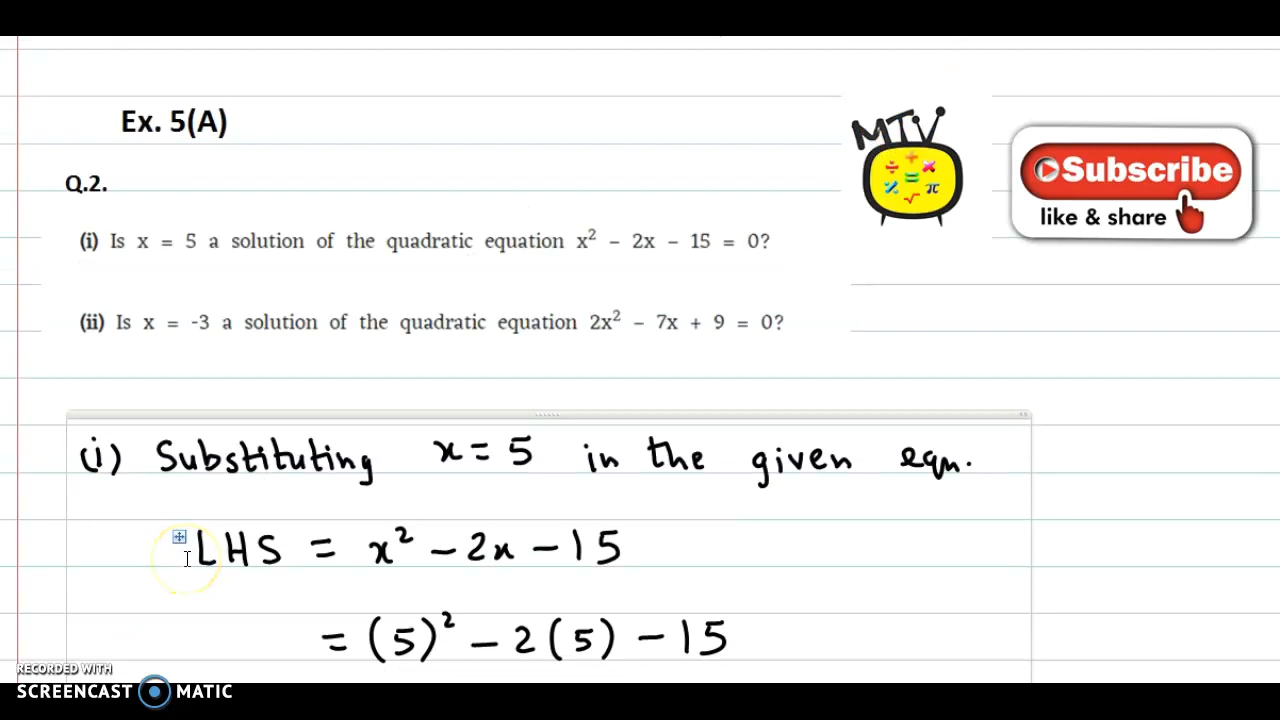 Ex. 5(A)
MTV
Subscribe
like & share
Q.2.
(i) Is x = 5 a solution of the quadratic equation x² − 2x − 15 = 0?
(ii) Is x = -3 a solution of the quadratic equation 2x² − 7x + 9 = 0?
(i) Substituting x = 5 in the given eqn.
LHS = x² − 2x − 15
= (5)² − 2(5) − 15
RECORDED WITH
SCREENCAST MATIC